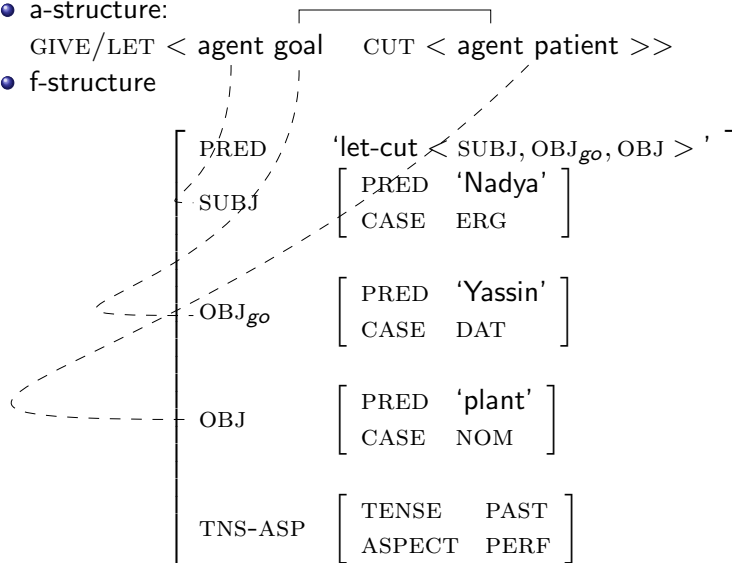 • a-structure:
GIVE/LET < agent goal CUT < agent patient >>
• f-structure
PRED ‘let-cut < SUBJ, OBJgo, OBJ > ’
SUBJ PRED ‘Nadya’
CASE ERG
OBJgo PRED ‘Yassin’
CASE DAT
OBJ PRED ‘plant’
CASE NOM
TNS-ASP TENSE PAST
ASPECT PERF